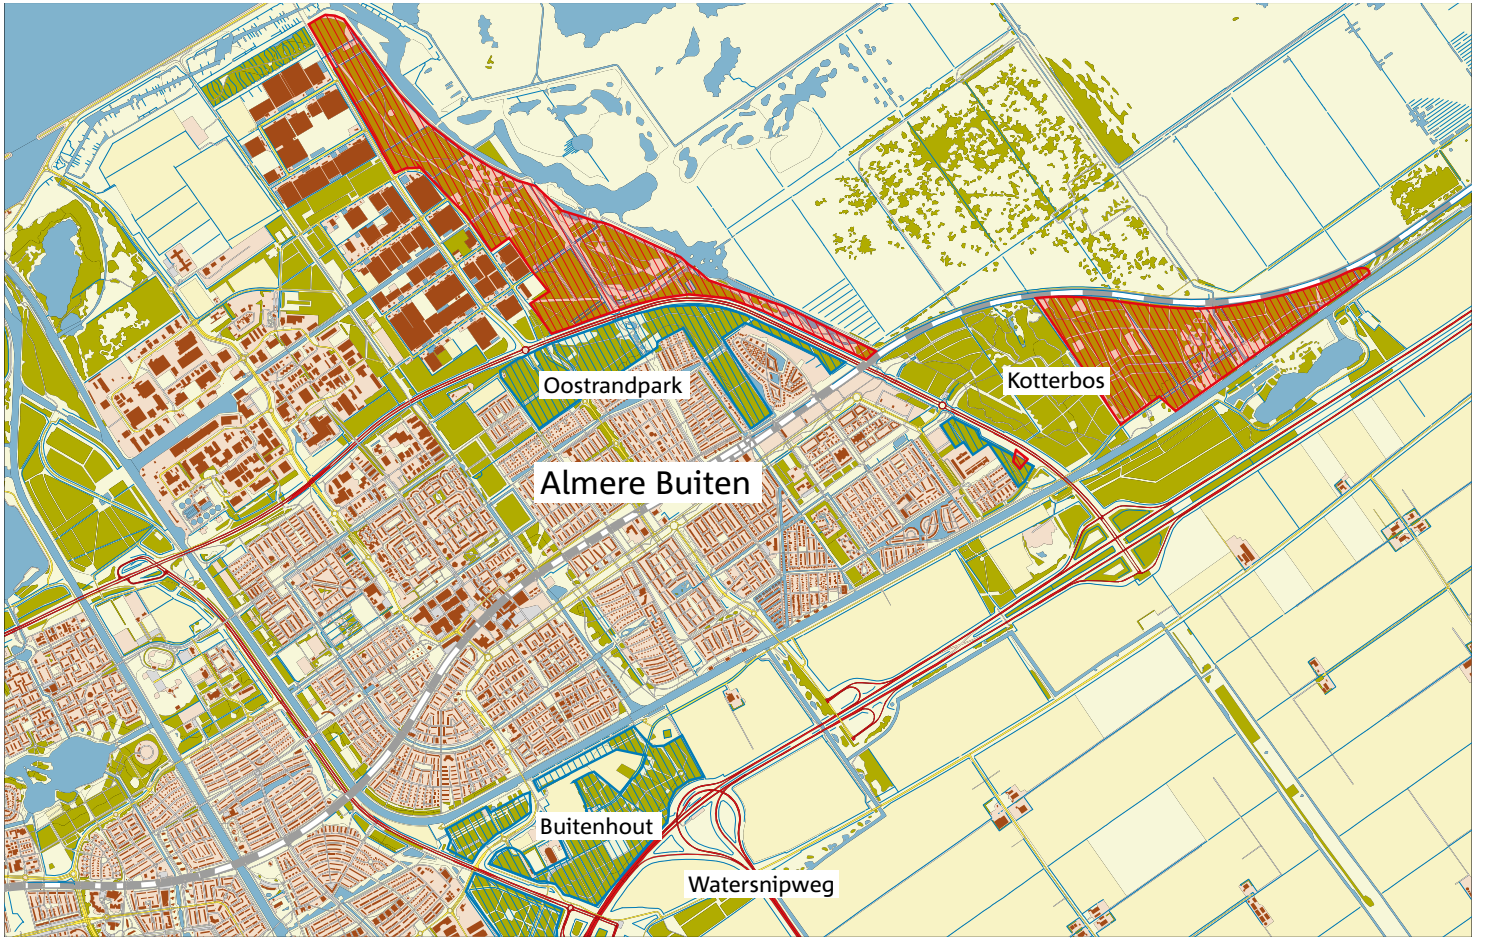 Oostrandpark
Kotterbos
Almere Buiten
Buitenhout
Watersnipweg